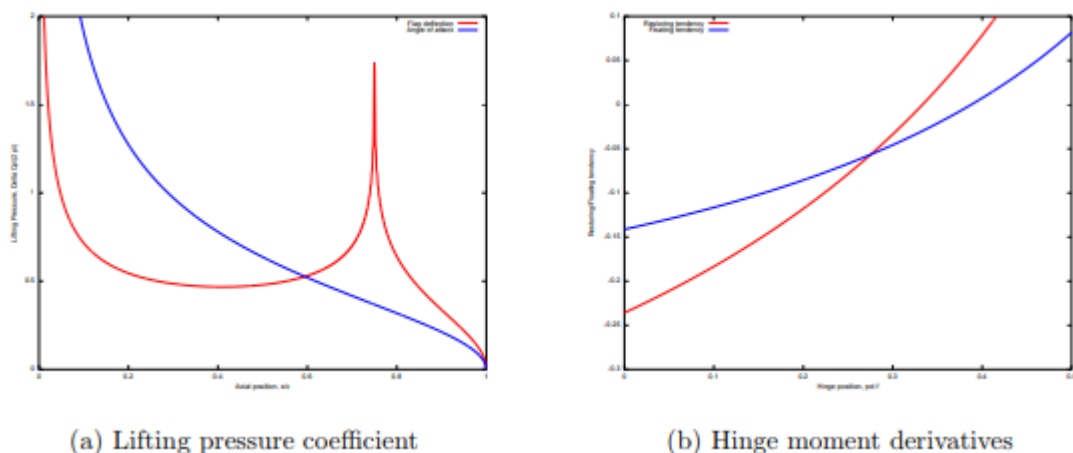 Flap deflection
Angle of attack
2
1.5
1
0.5
0
0
0.2
0.4
0.6
0.8
1
Lifting Pressure, Delta Cp/(2 pi)
Axial position, x/c
Restoring tendency
Floating tendency
0.1
0.05
0
-0.05
-0.1
-0.15
-0.2
-0.25
-0.3
0
0.1
0.2
0.3
0.4
0.5
Restoring/Floating tendency
Hinge position, pct f
(a) Lifting pressure coefficient
(b) Hinge moment derivatives